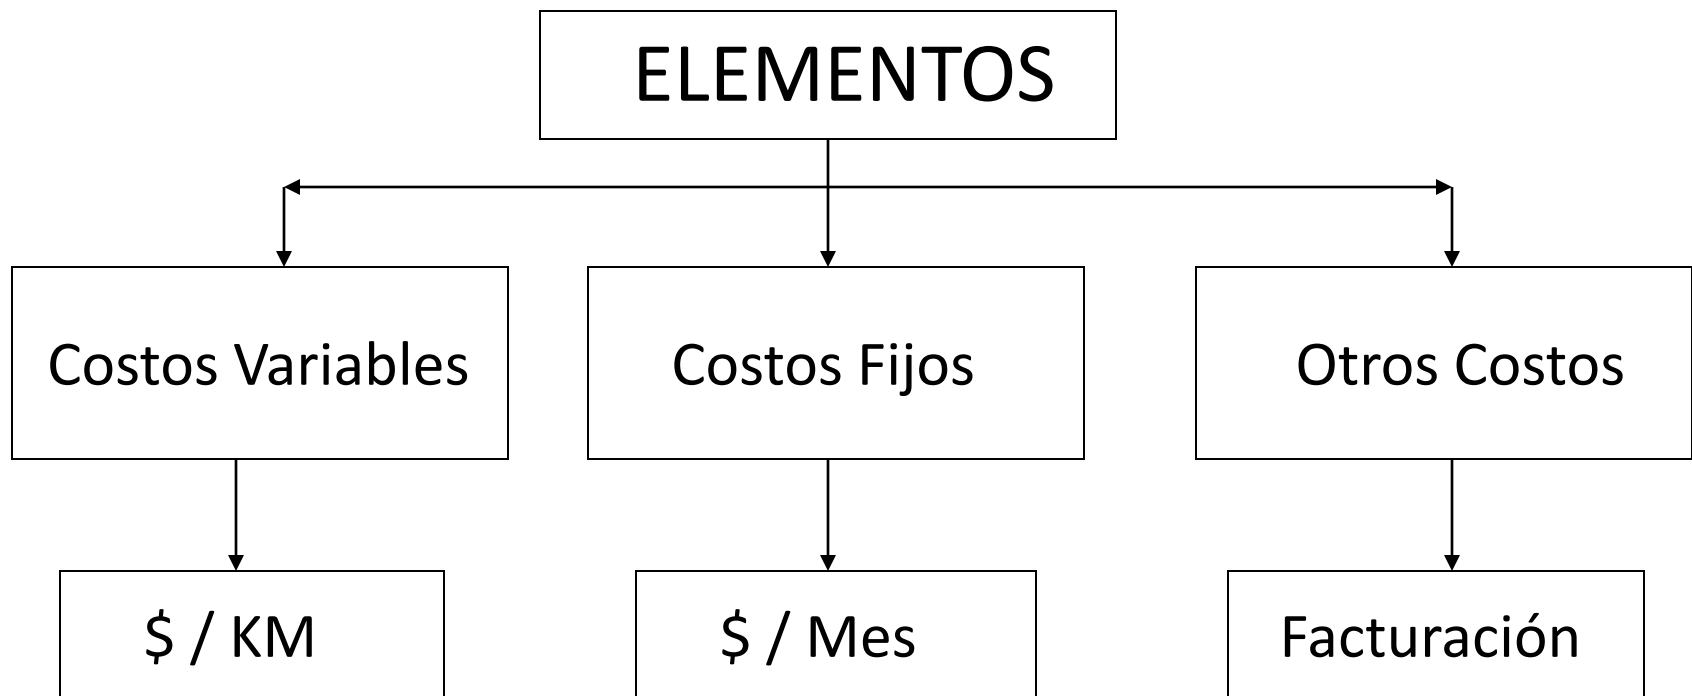 ELEMENTOS
Costos Variables
Costos Fijos
Otros Costos
$ / KM
$ / Mes
Facturación